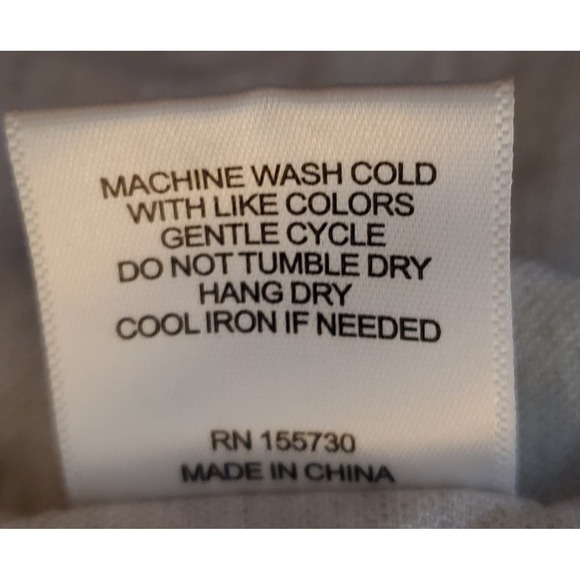 MACHINE WASH COLD
WITH LIKE COLORS
GENTLE CYCLE
DO NOT TUMBLE DRY
HANG DRY
COOL IRON IF NEEDED
RN 155730
MADE IN CHINA